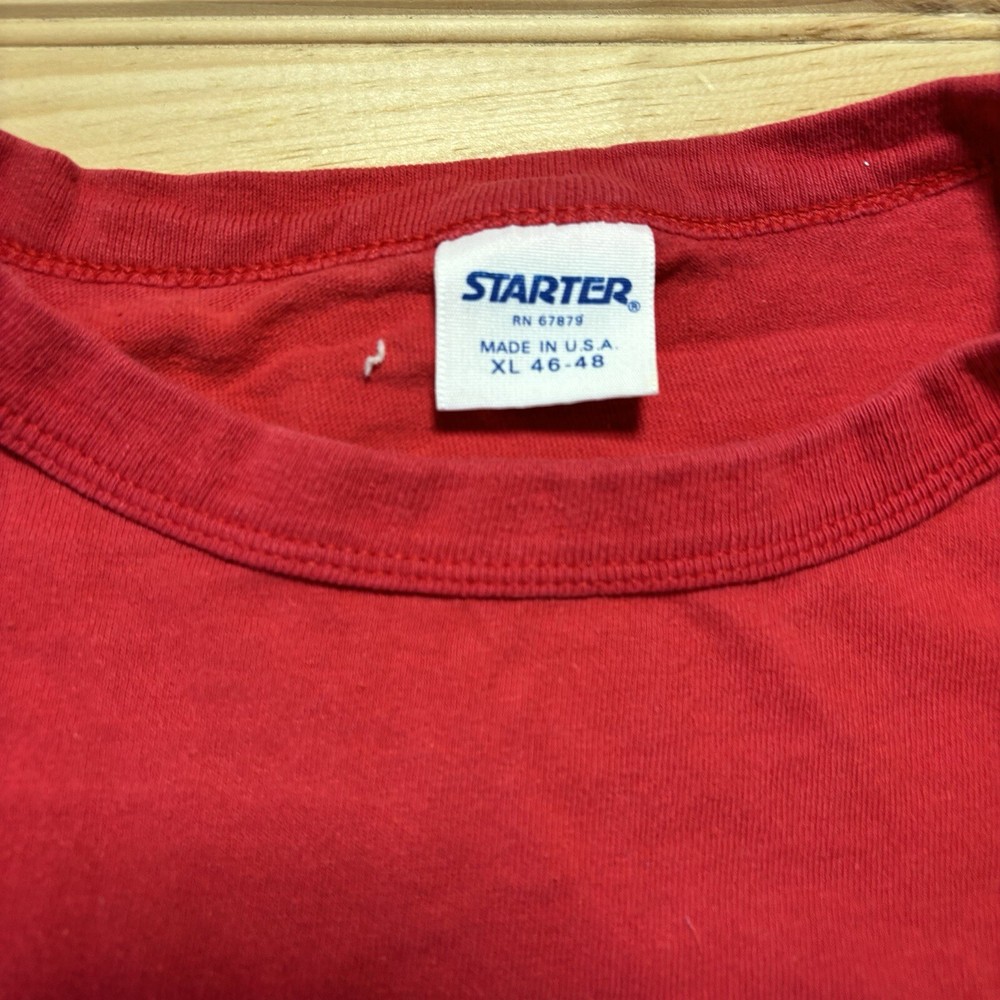 STARTER®
RN 67879
MADE IN U.S.A.
XL 46-48